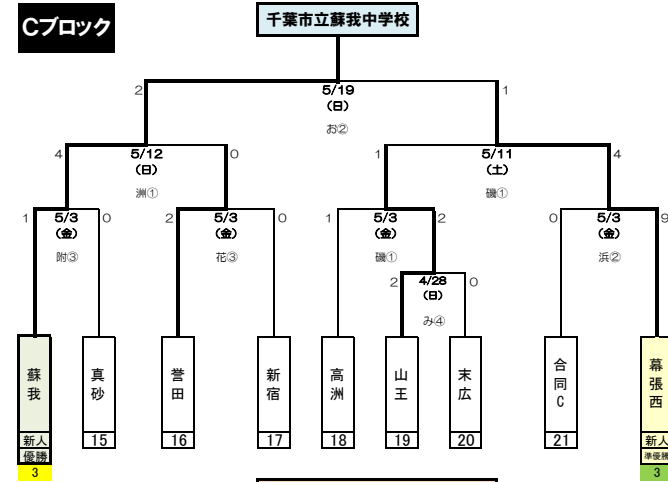 Cブロック
千葉市立蘇我中学校
2 5/19 1
(日)
お②
4 5/12 0
(日)
洲①
1 5/11 4
(土)
磯①
1 5/3 0
(金)
附③
2 5/3 0
(金)
花③
1 5/3 2
(金)
磯①
0 5/3 9
(金)
浜②
2 4/28 0
(日)
み④
蘇我
新人
優勝
3
真砂
15
誉田
16
新宿
17
高洲
18
山王
19
末広
20
合同C
21
幕張西
新人
準優勝
3